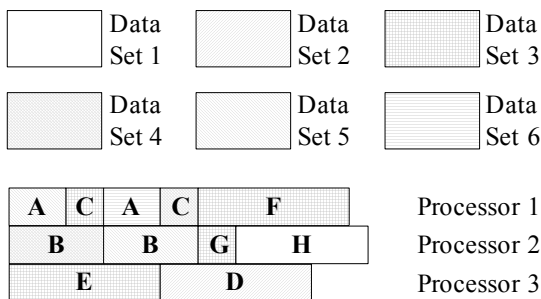 Data Set 1
Data Set 2
Data Set 3
Data Set 4
Data Set 5
Data Set 6
A C A C F Processor 1
B B G H Processor 2
E D Processor 3